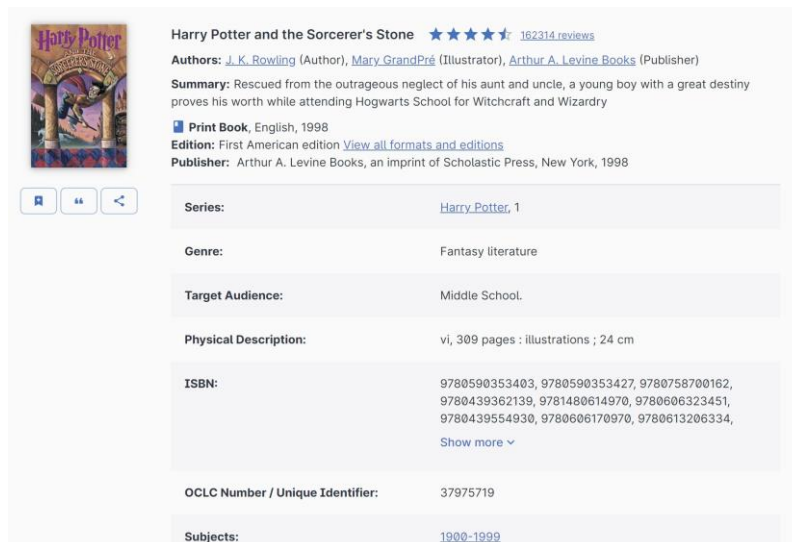 Harry Potter
AND THE
SORCERER'S STONE
Harry Potter and the Sorcerer's Stone 162314 reviews
Authors: J. K. Rowling (Author), Mary GrandPré (Illustrator), Arthur A. Levine Books (Publisher)
Summary: Rescued from the outrageous neglect of his aunt and uncle, a young boy with a great destiny
proves his worth while attending Hogwarts School for Witchcraft and Wizardry
Print Book, English, 1998
Edition: First American edition View all formats and editions
Publisher: Arthur A. Levine Books, an imprint of Scholastic Press, New York, 1998
Series: Harry Potter, 1
Genre: Fantasy literature
Target Audience: Middle School.
Physical Description: vi, 309 pages : illustrations ; 24 cm
ISBN: 9780590353403, 9780590353427, 9780758700162,
9780439362139, 9781480614970, 9780606323451,
9780439554930, 9780606170970, 9780613206334,
Show more
OCLC Number / Unique Identifier: 37975719
Subjects: 1900-1999